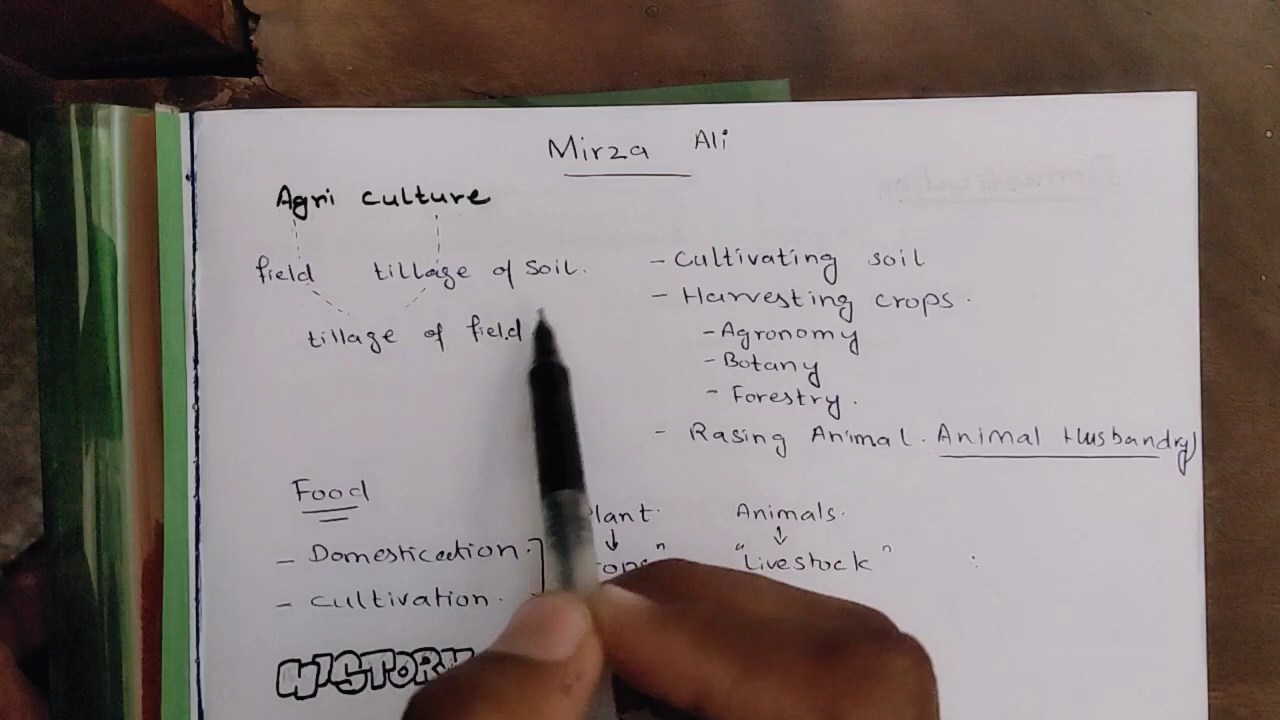 Mirza Ali
Agri culture
field tillage of soil.
tillage of field
- Cultivating soil
- Harvesting crops.
- Agronomy
- Botany
- Forestry.
- Rasing Animal. Animal Husbandry
Food
- Domestication.
- Cultivation.
Animals.
"Livestock"
HISTORY